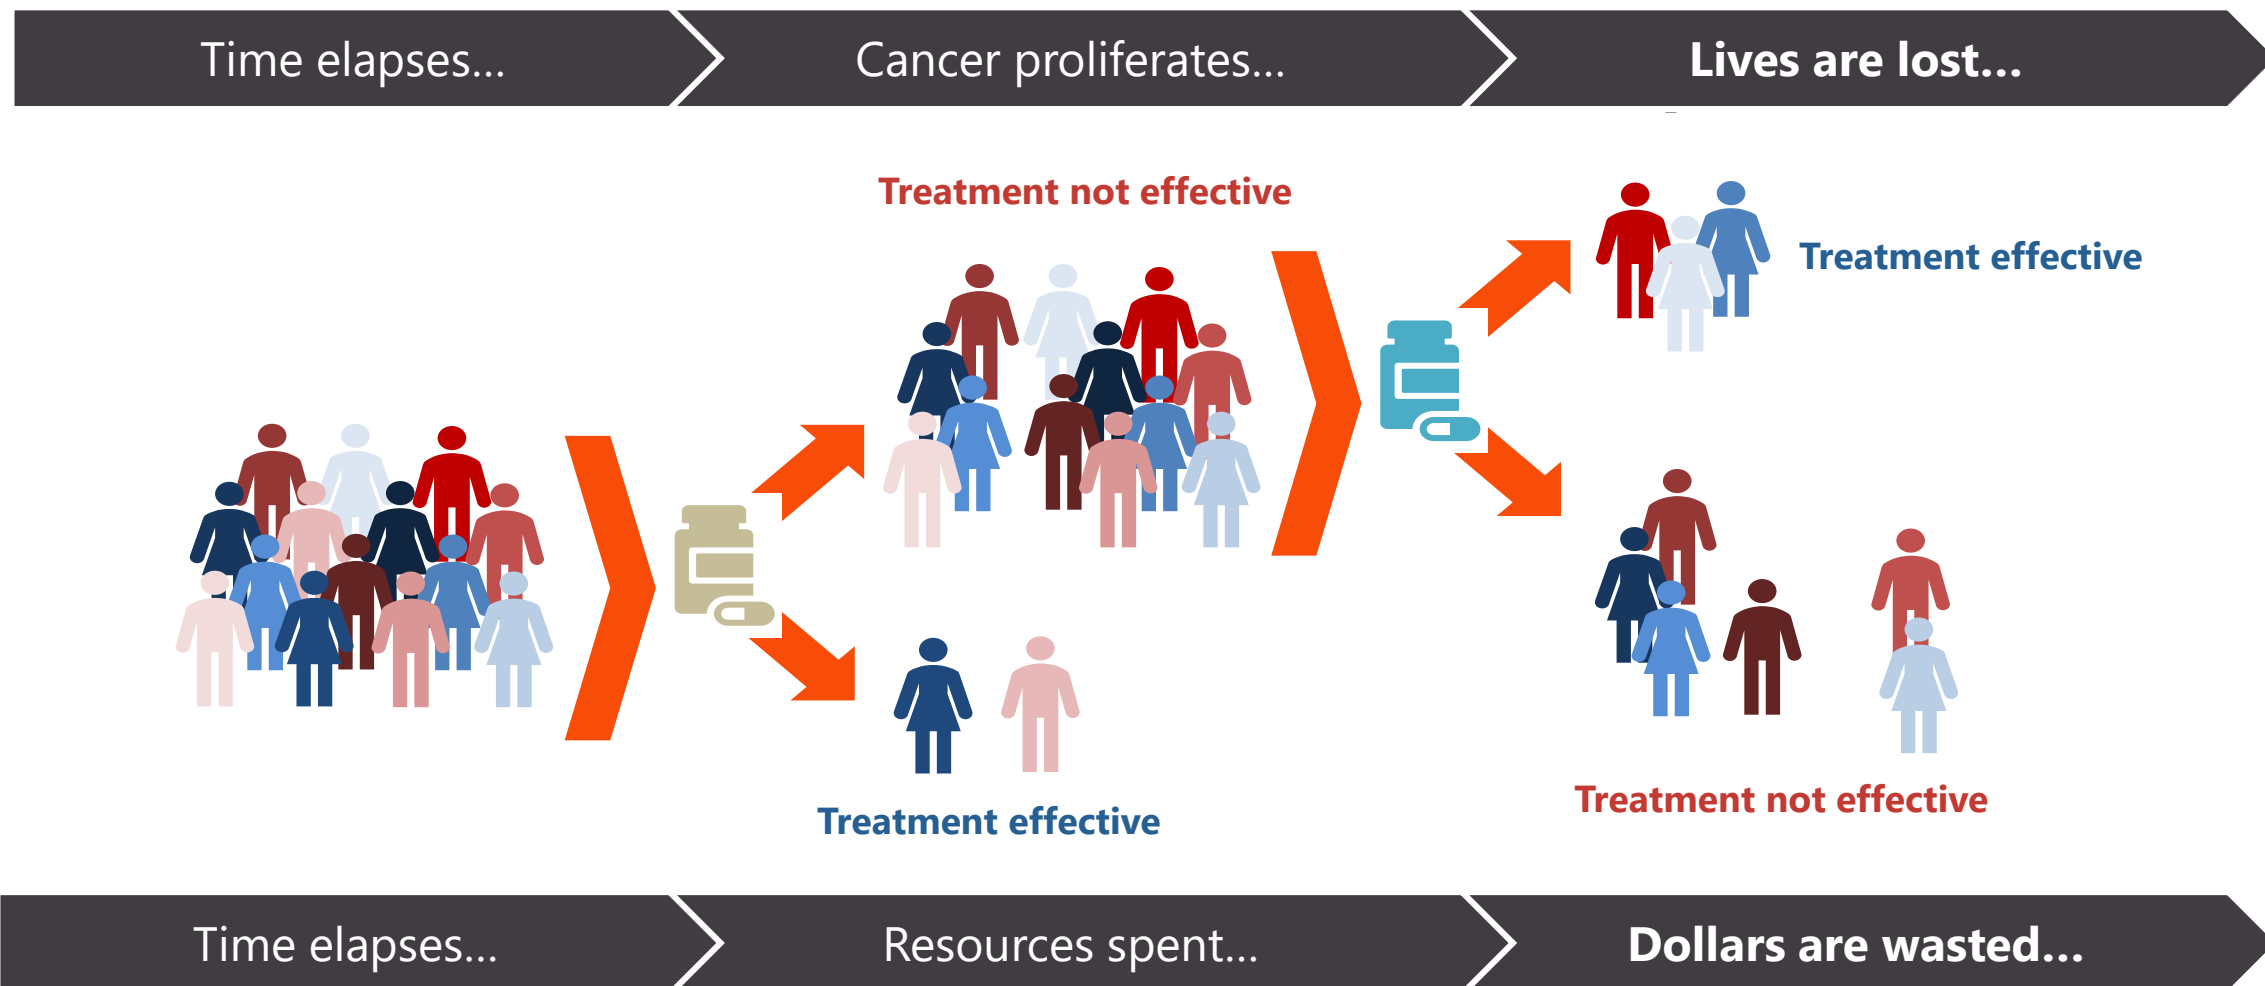 Time elapses...
Cancer proliferates...
Lives are lost...
Treatment not effective
Treatment effective
Treatment effective
Treatment not effective
Time elapses...
Resources spent...
Dollars are wasted...